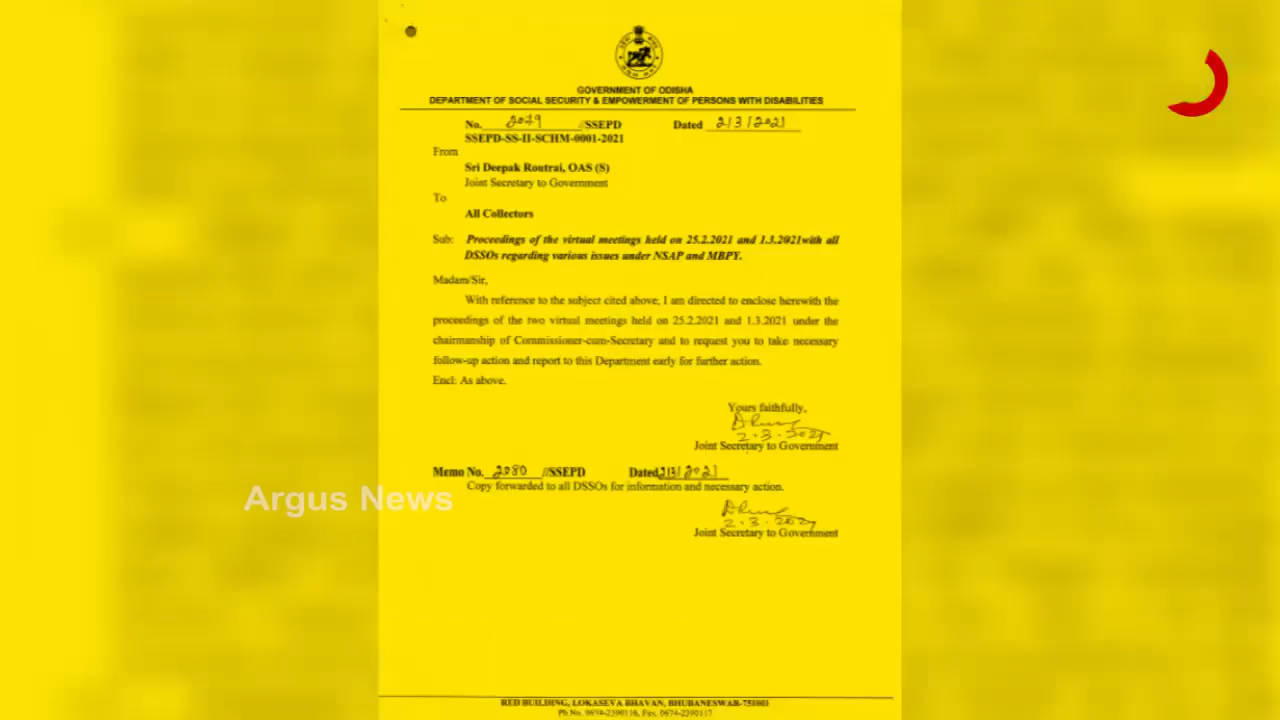 GOVERNMENT OF ODISHA
DEPARTMENT OF SOCIAL SECURITY & EMPOWERMENT OF PERSONS WITH DISABILITIES
No. 2079 //SSEPD Dated 2/3/2021
SSEPD-SS-II-SCHM-0001-2021
From
Sri Deepak Routrai, OAS (S)
Joint Secretary to Government
To
All Collectors
Sub: Proceedings of the virtual meetings held on 25.2.2021 and 1.3.2021with all
DSSOs regarding various issues under NSAP and MBPY.
Madam/Sir,
With reference to the subject cited above, I am directed to enclose herewith the
proceedings of the two virtual meetings held on 25.2.2021 and 1.3.2021 under the
chairmanship of Commissioner-cum-Secretary and to request you to take necessary
follow-up action and report to this Department early for further action.
Encl: As above.
Yours faithfully,
2.3.2021
Joint Secretary to Government
Memo No. 2080 //SSEPD Dated 2/3/2021
Copy forwarded to all DSSOs for information and necessary action.
Argus News
2.3.2021
Joint Secretary to Government
RED BUILDING, LOKASEVA BHAVAN, BHUBANESWAR-751001
Ph No. 0674-2390116, Fax. 0674-2390117